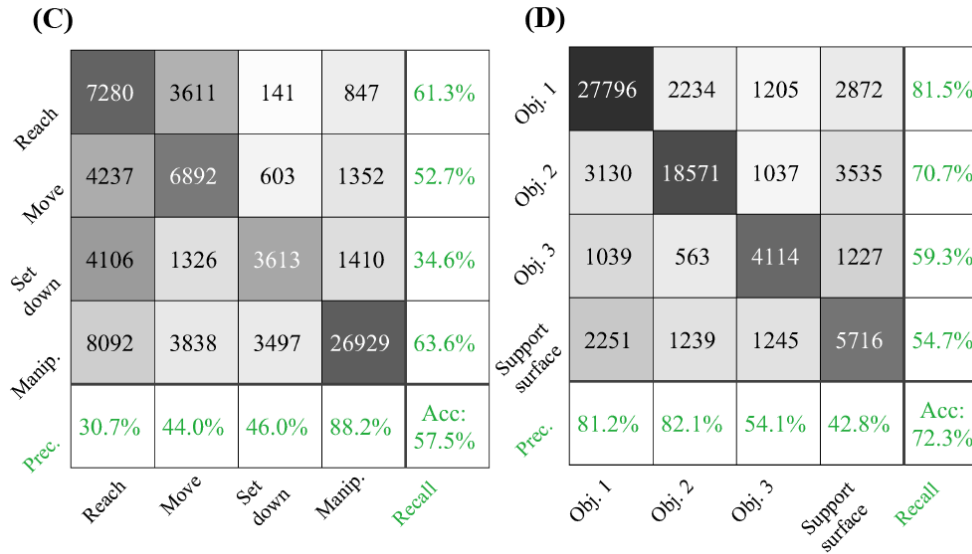 (C)
Reach 7280 3611 141 847 61.3%
Move 4237 6892 603 1352 52.7%
Set
down 4106 1326 3613 1410 34.6%
Manip. 8092 3838 3497 26929 63.6%
Prec. 30.7% 44.0% 46.0% 88.2% Acc:
57.5%
Reach Move Set
down Manip. Recall
(D)
Obj. 1 27796 2234 1205 2872 81.5%
Obj. 2 3130 18571 1037 3535 70.7%
Obj. 3 1039 563 4114 1227 59.3%
Support
surface 2251 1239 1245 5716 54.7%
Prec. 81.2% 82.1% 54.1% 42.8% Acc:
72.3%
Obj. 1 Obj. 2 Obj. 3 Support
surface Recall